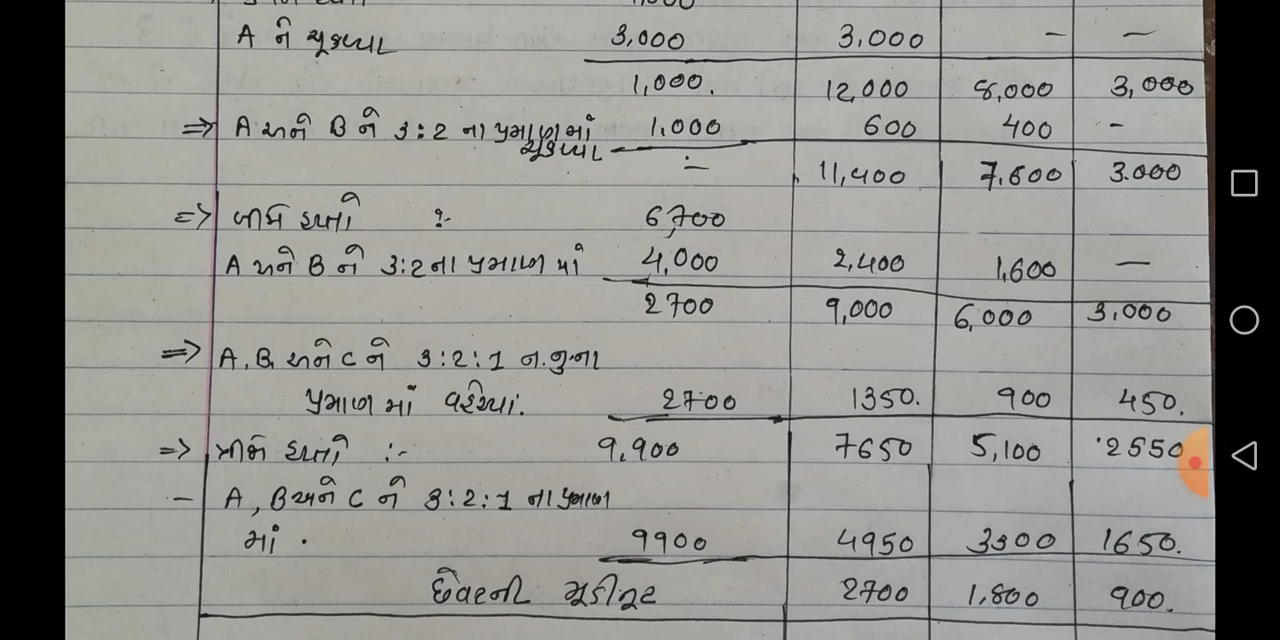 A ને ચૂકવ્યા 3,000 3,000 – –
1,000. 12,000 8,000 3,000
=> A અને B ને 3:2 ના પ્રમાણમાં 1,000 600 400 -
ચૂકવ્યા – 11,400 7,600 3.000
=> 6,700
A અને B ને 3:2 ના પ્રમાણ માં 4,000 2,400 1,600 –
2700 9,000 6,000 3,000
=> A, B અને C ને 3:2:1
પ્રમાણ માં 2700 1350. 900 450.
=> :- 9,900 7650 5,100 2550
- A, B અને C ને 3:2:1 ના પ્રમાણ
માં . 9900 4950 3300 1650.
છેવટની મૂડીતૂટ 2700 1,800 900.